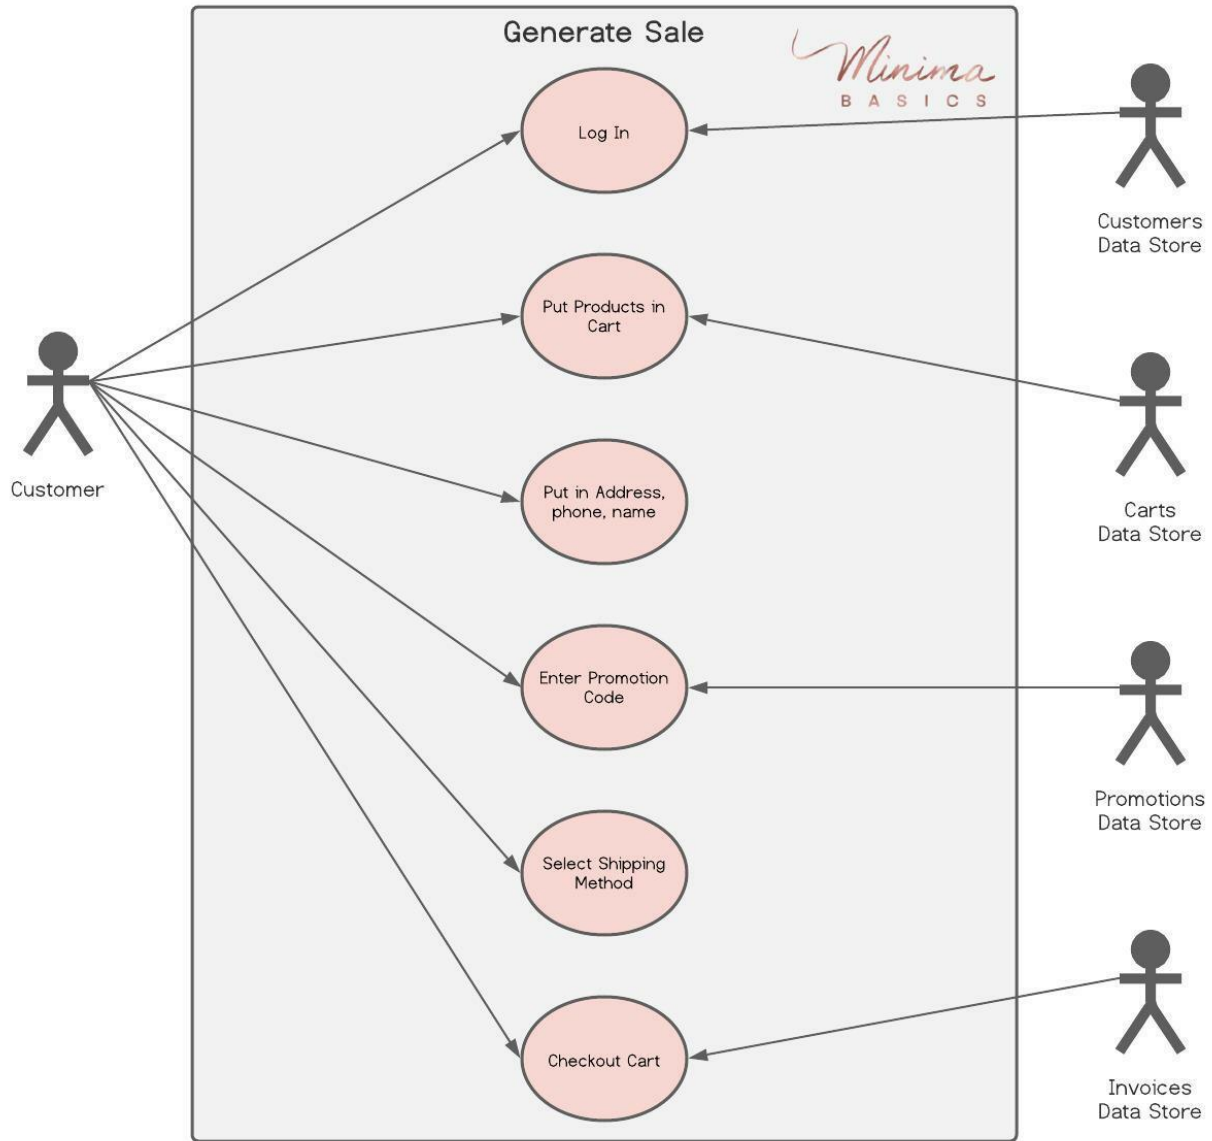 Generate Sale
Minima
BASICS
Log In
Customers
Data Store
Put Products in
Cart
Customer
Carts
Data Store
Put in Address,
phone, name
Enter Promotion
Code
Promotions
Data Store
Select Shipping
Method
Checkout Cart
Invoices
Data Store